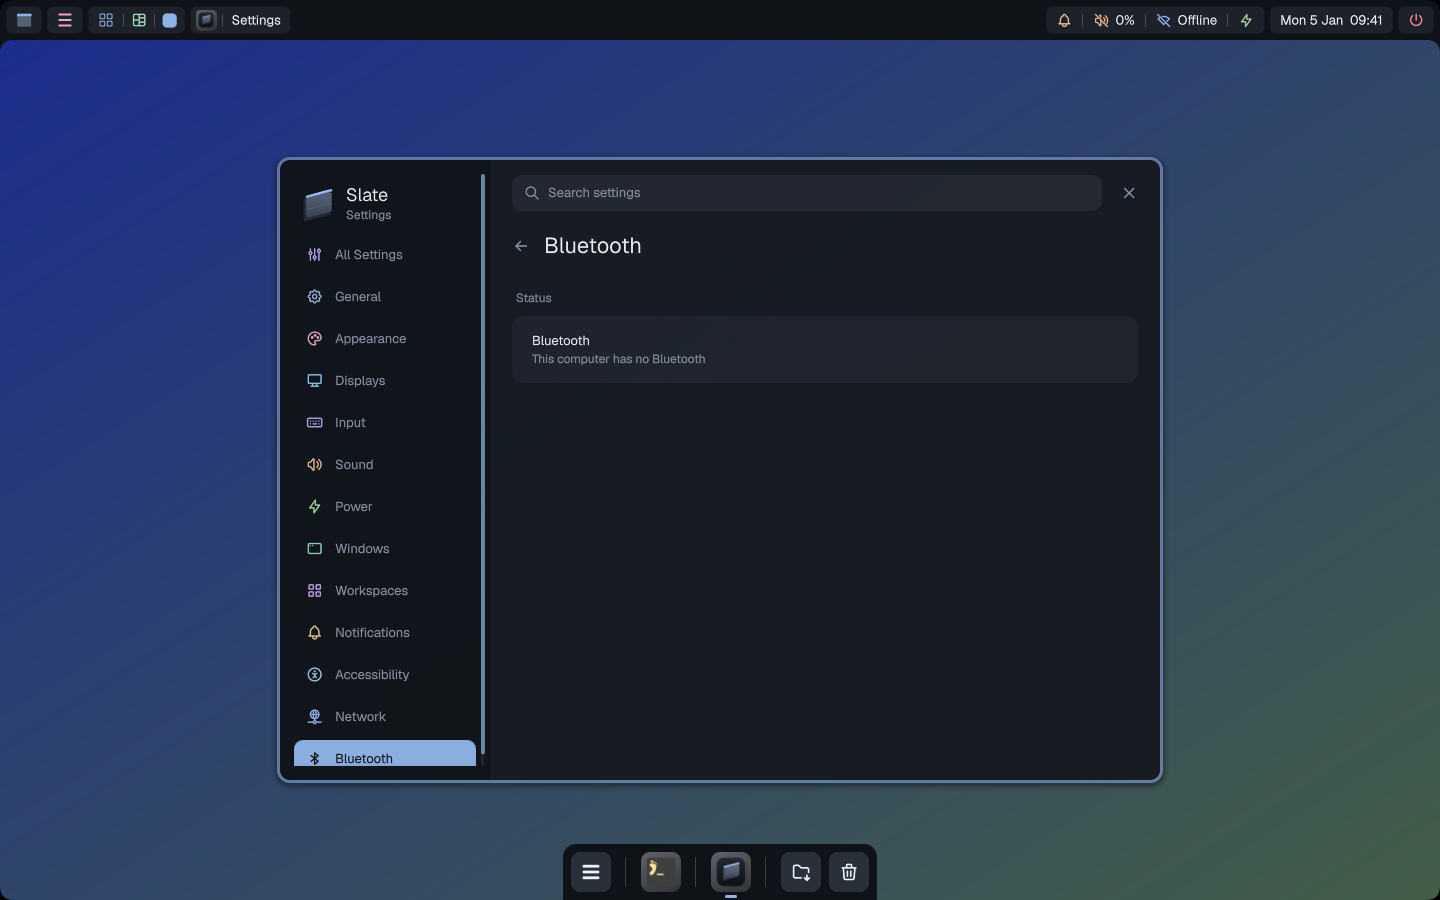 Settings
0%
Offline
Mon 5 Jan 09:41
Slate
Settings
Search settings
Bluetooth
All Settings
General
Appearance
Displays
Input
Sound
Power
Windows
Workspaces
Notifications
Accessibility
Network
Bluetooth
Status
Bluetooth
This computer has no Bluetooth